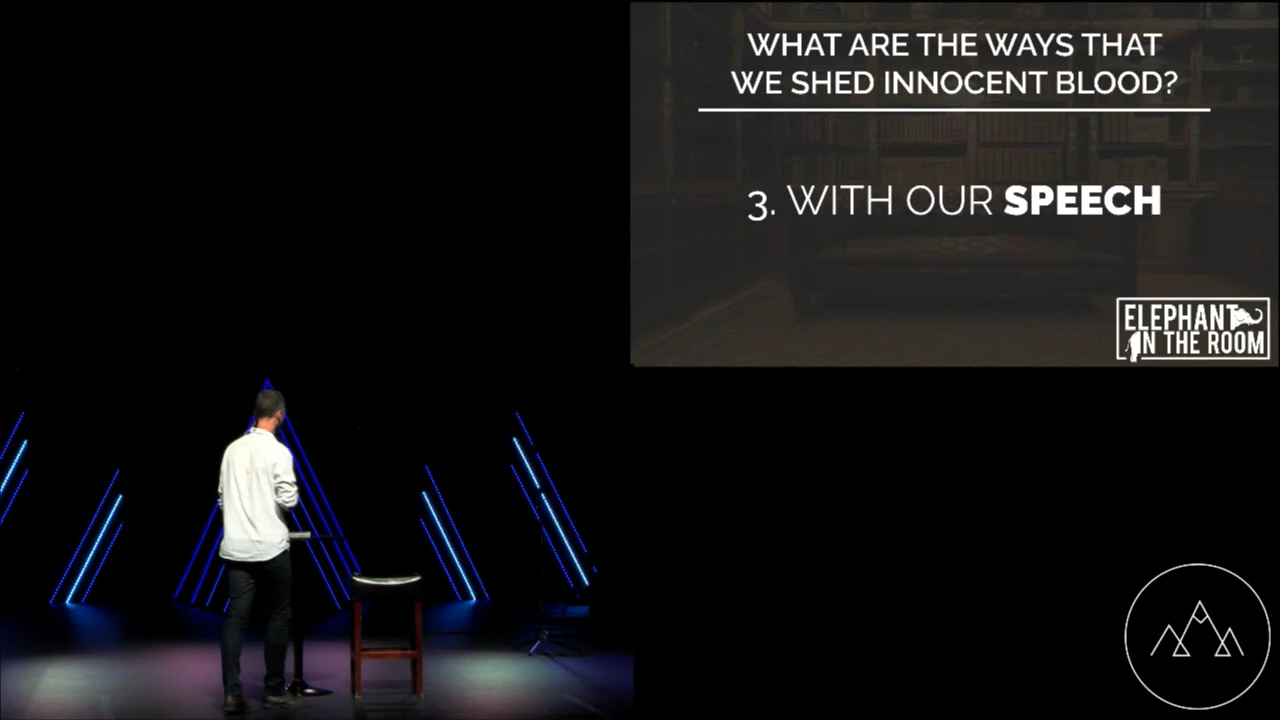 WHAT ARE THE WAYS THAT
WE SHED INNOCENT BLOOD?
3. WITH OUR SPEECH
ELEPHANT
IN THE ROOM